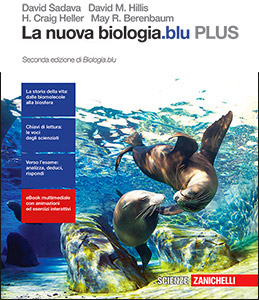 David Sadava David M. Hillis
H. Craig Heller May R. Berenbaum
La nuova biologia.blu PLUS
Seconda edizione di Biologia.blu
La storia della vita:
dalle biomolecole
alla biosfera
Chiavi di lettura:
le voci
degli scienziati
Verso l'esame:
analizza, deduci,
rispondi
eBook multimediale
con animazioni
ed esercizi interattivi
SCIENZE ZANICHELLI